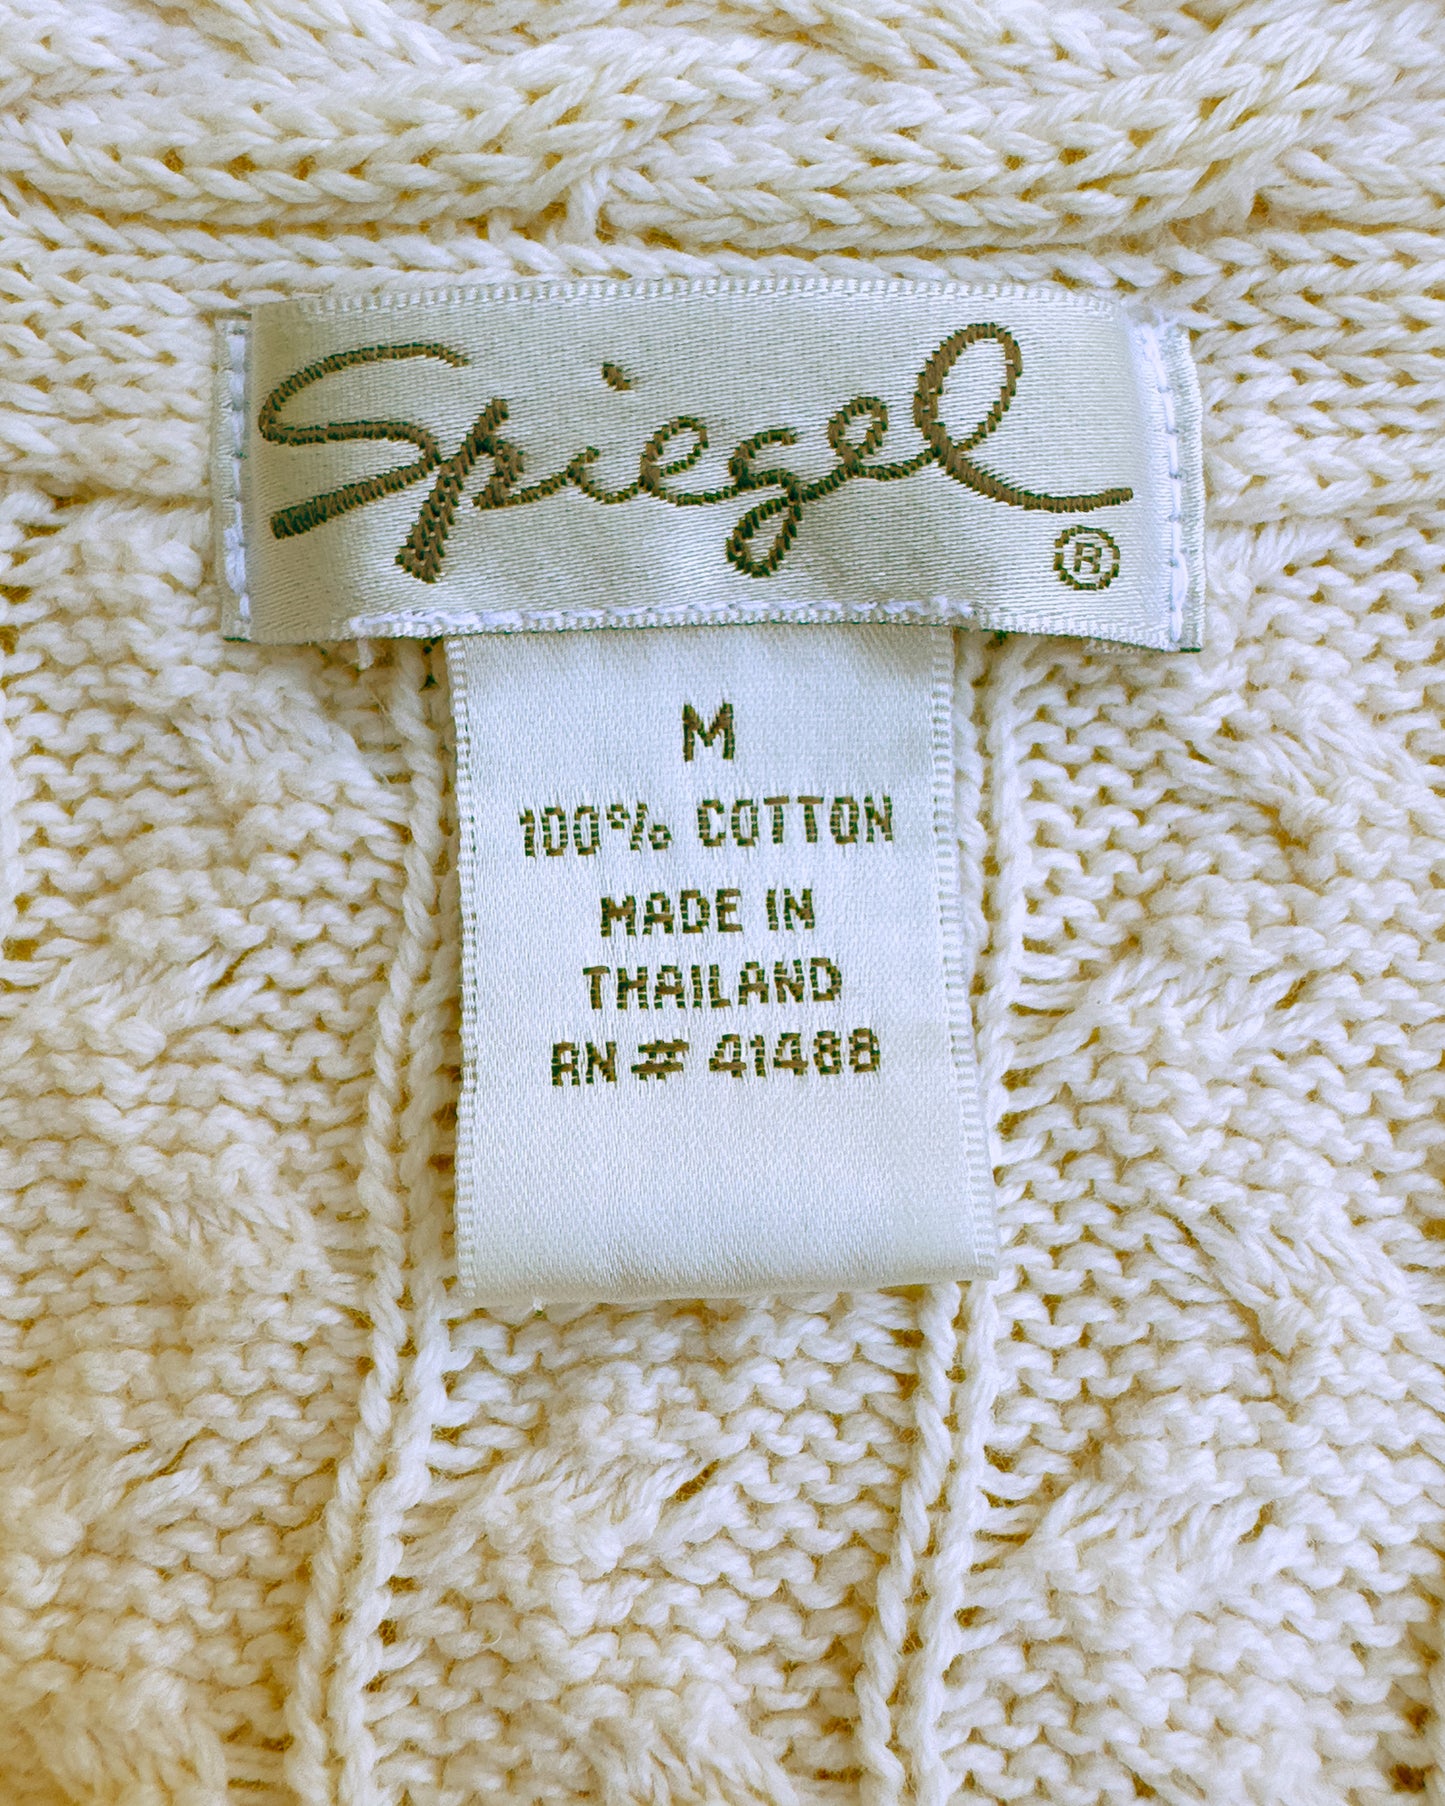 Spiegel®
M
100% COTTON
MADE IN
THAILAND
RN # 41488